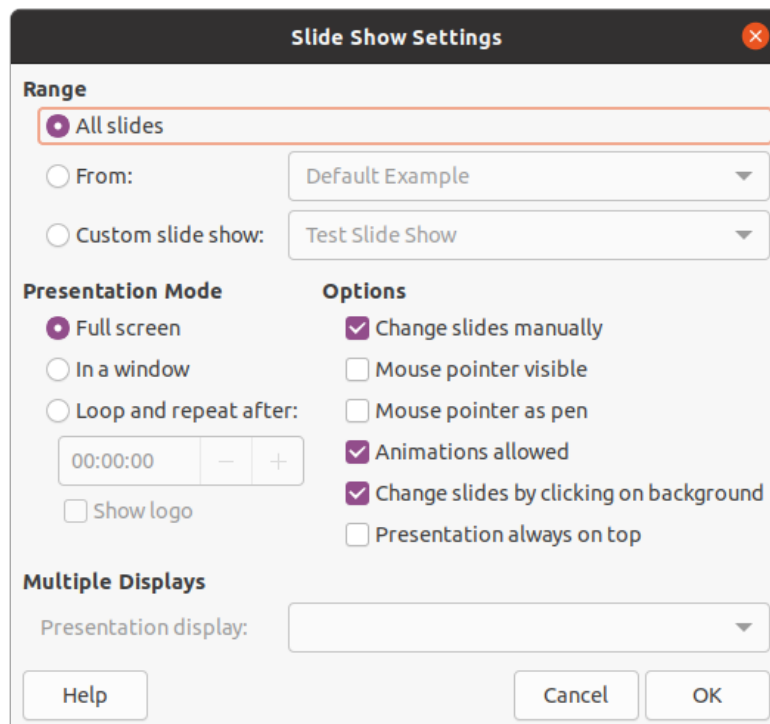 Slide Show Settings
Range
All slides
From: Default Example
Custom slide show: Test Slide Show
Presentation Mode
Full screen
In a window
Loop and repeat after:
00:00:00 − +
Show logo
Options
Change slides manually
Mouse pointer visible
Mouse pointer as pen
Animations allowed
Change slides by clicking on background
Presentation always on top
Multiple Displays
Presentation display:
Help Cancel OK